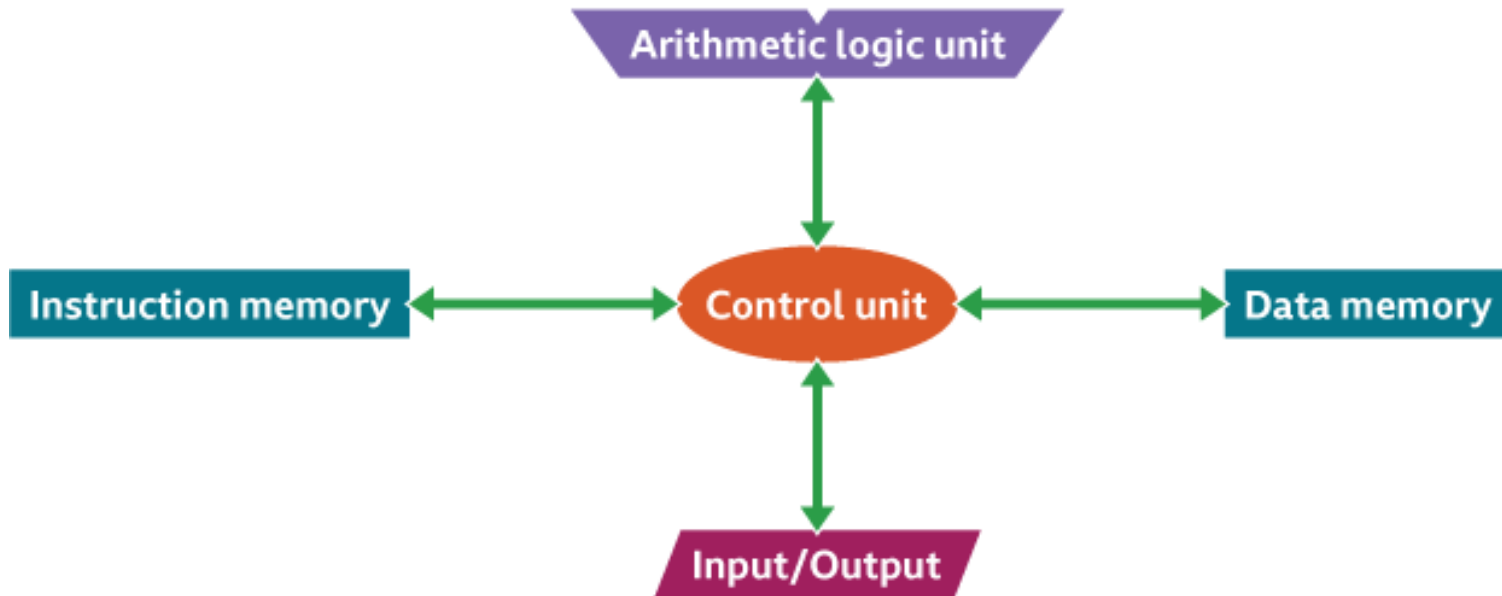 Arithmetic logic unit
Instruction memory
Control unit
Data memory
Input/Output